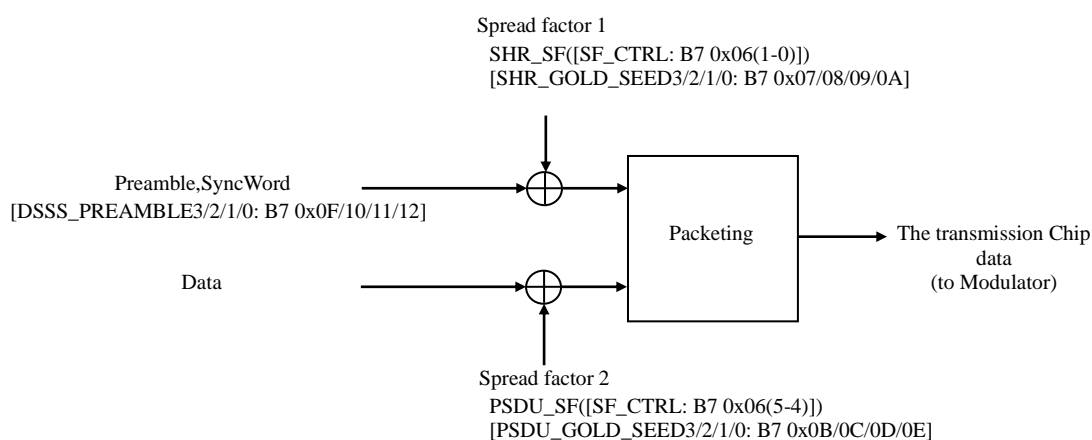 Spread factor 1
SHR_SF([SF_CTRL: B7 0x06(1-0)])
[SHR_GOLD_SEED3/2/1/0: B7 0x07/08/09/0A]
Preamble,SyncWord
[DSSS_PREAMBLE3/2/1/0: B7 0x0F/10/11/12]
Packeting
The transmission Chip
data
(to Modulator)
Data
Spread factor 2
PSDU_SF([SF_CTRL: B7 0x06(5-4)])
[PSDU_GOLD_SEED3/2/1/0: B7 0x0B/0C/0D/0E]